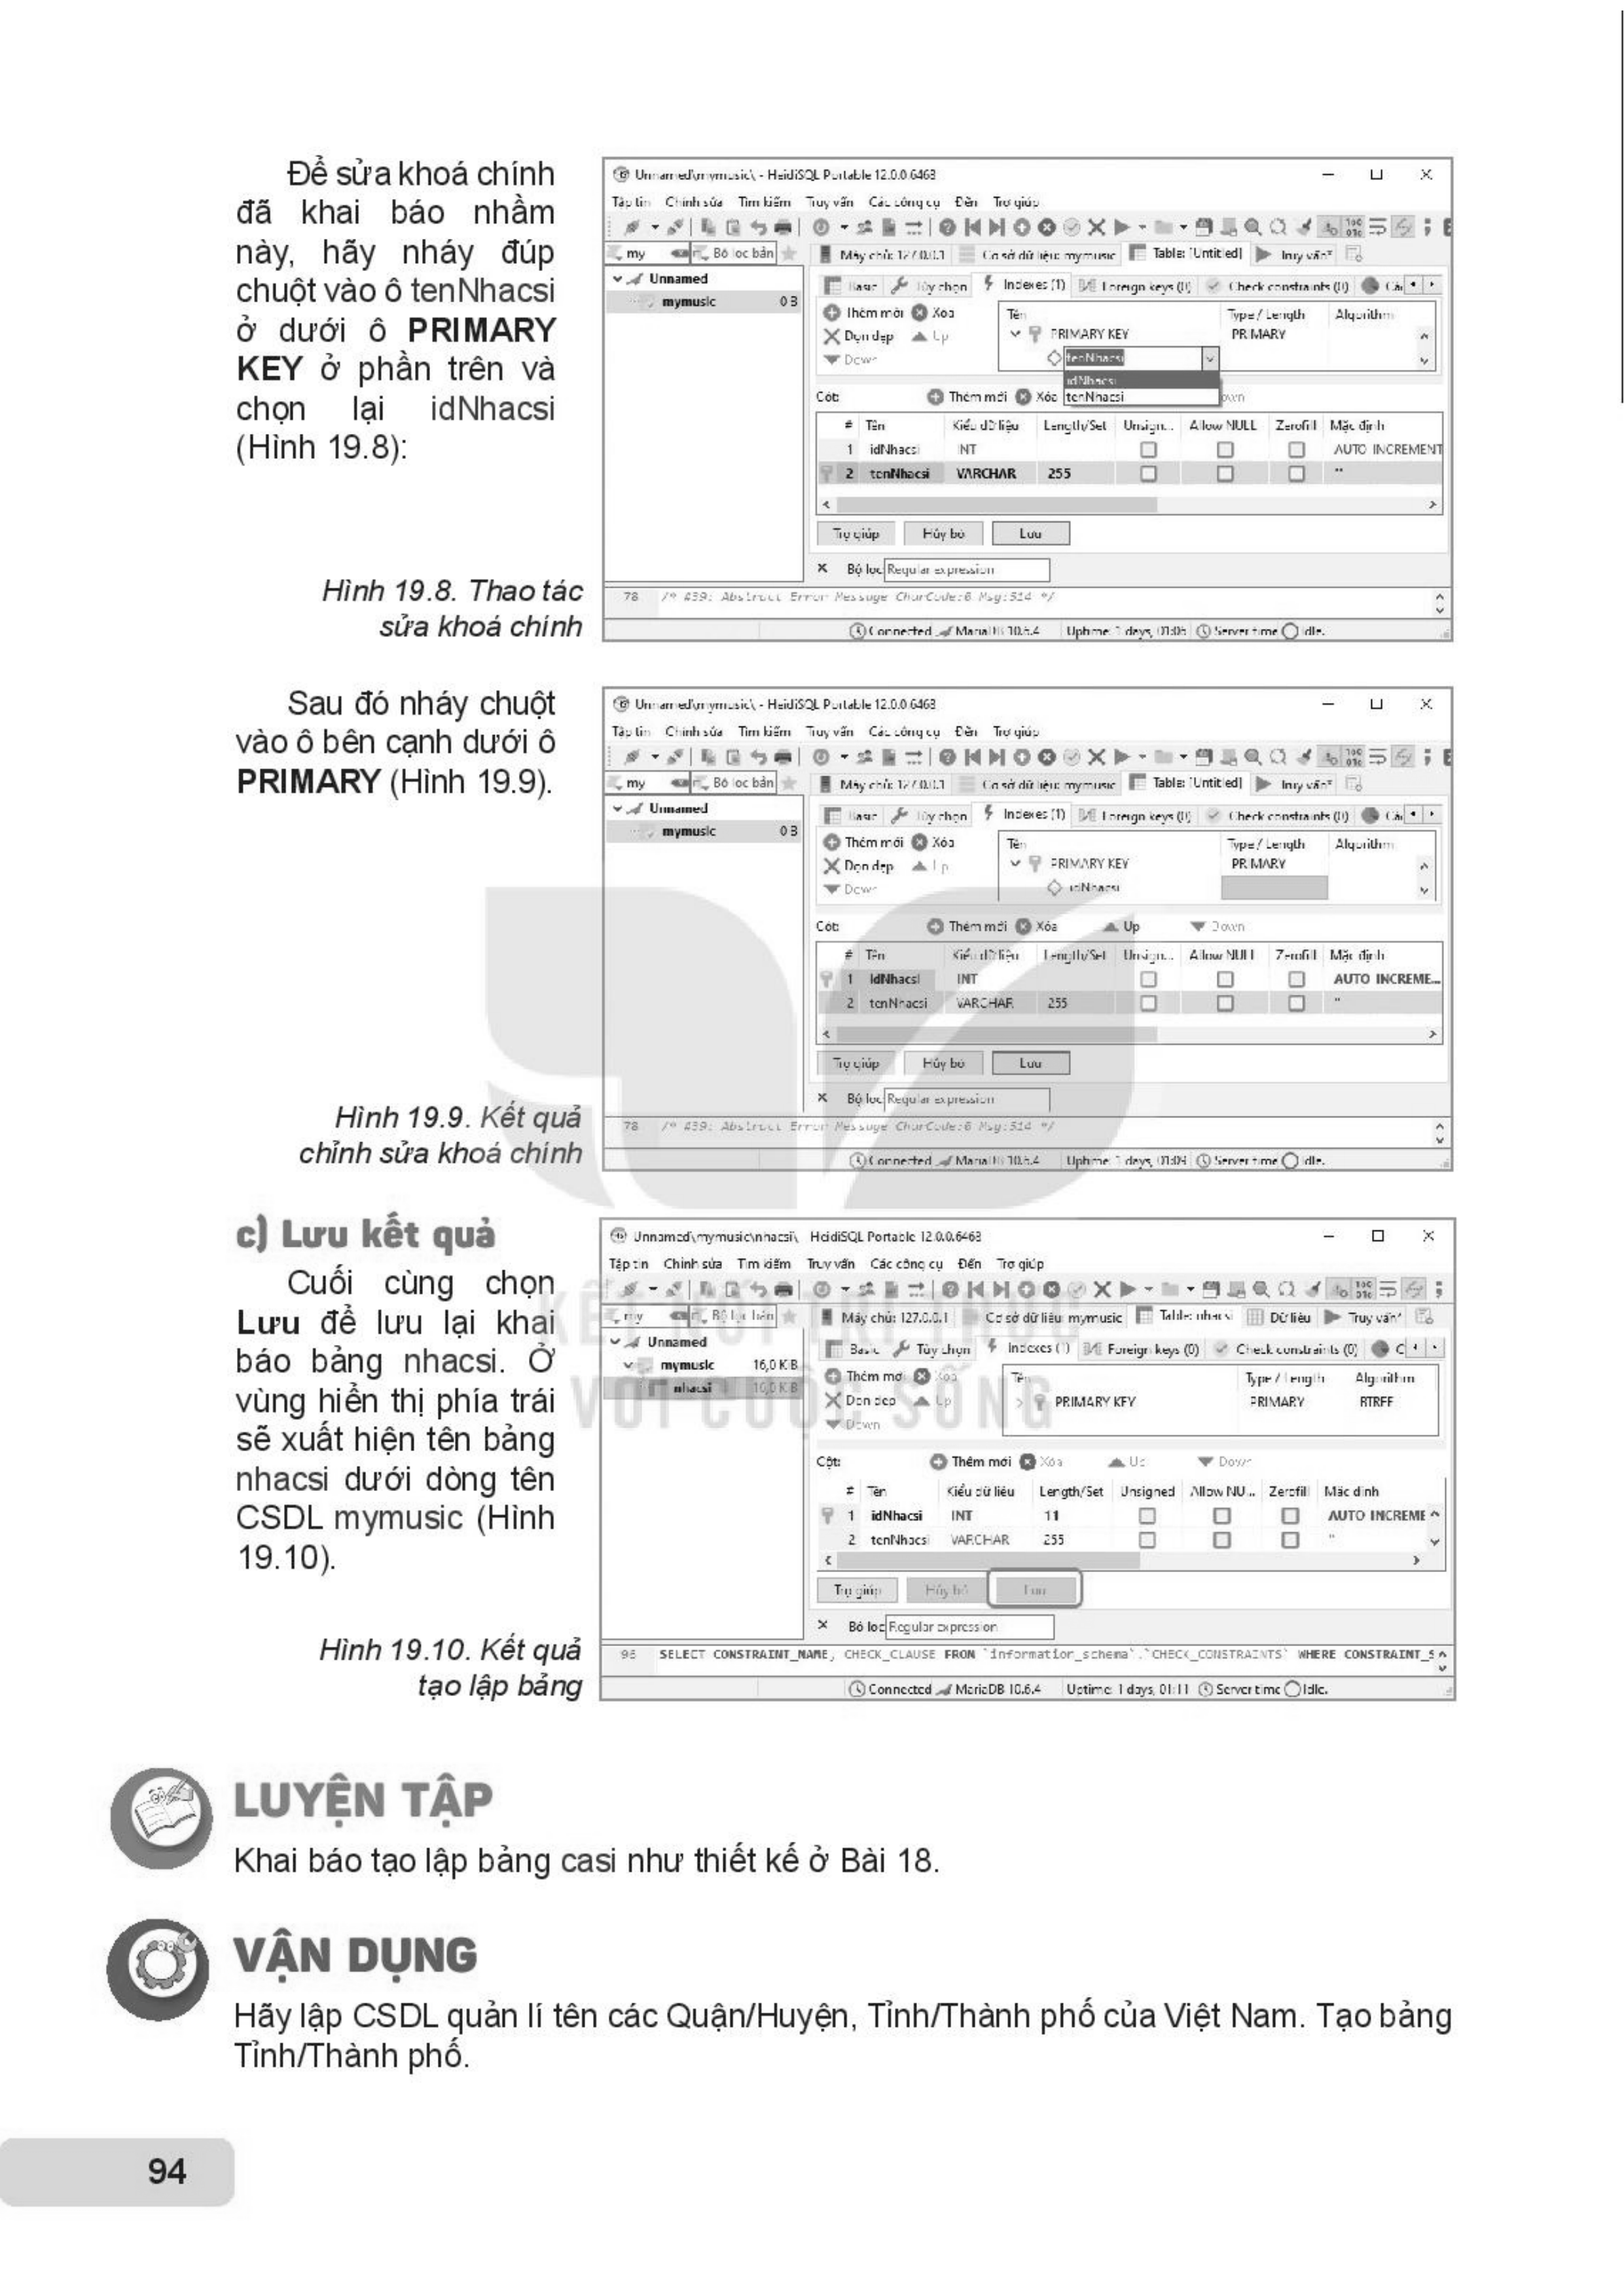 Để sửa khoá chính
đã khai báo nhầm
này, hãy nháy đúp
chuột vào ô tenNhacsi
ở dưới ô PRIMARY
KEY ở phần trên và
chọn lại idNhacsi
(Hình 19.8):
Hình 19.8. Thao tác
sửa khoá chính
Unnamed\mymusic\ - HeidiSQL Portable 12.0.0.6468
Tập tin Chỉnh sửa Tìm kiếm Truy vấn Các công cụ Đến Trợ giúp
my Bộ lọc bản Máy chủ: 127.0.0.1 Cơ sở dữ liệu: mymusic Table: [Untitled] Truy vấn*
Unnamed
mymusic 0 B
Basic Tùy chọn Indexes (1) Foreign keys (0) Check constraints (0)
Thêm mới Xóa Tên Type / Length Algorithm
Dọn dẹp Up PRIMARY KEY PRIMARY
Down tenNhacsi
idNhacsi
Cột: Thêm mới Xóa tenNhacsi
# Tên Kiểu dữ liệu Length/Set Unsign... Allow NULL Zerofill Mặc định
1 idNhacsi INT AUTO INCREMENT
2 tenNhacsi VARCHAR 255 ''
Trợ giúp Hủy bỏ Lưu
Bộ lọc Regular expression
78 /* #39: Abstract Error Message CharCode:6 Msg:514 */
Connected MariaDB 10.6.4 Uptime: 1 days, 01:06 Server time Idle.
Sau đó nháy chuột
vào ô bên cạnh dưới ô
PRIMARY (Hình 19.9).
Hình 19.9. Kết quả
chỉnh sửa khoá chính
Unnamed\mymusic\ - HeidiSQL Portable 12.0.0.6468
Tập tin Chỉnh sửa Tìm kiếm Truy vấn Các công cụ Đến Trợ giúp
my Bộ lọc bản Máy chủ: 127.0.0.1 Cơ sở dữ liệu: mymusic Table: [Untitled] Truy vấn*
Unnamed
mymusic 0 B
Basic Tùy chọn Indexes (1) Foreign keys (0) Check constraints (0)
Thêm mới Xóa Tên Type / Length Algorithm
Dọn dẹp Up PRIMARY KEY PRIMARY
Down idNhacsi
Cột: Thêm mới Xóa Up Down
# Tên Kiểu dữ liệu Length/Set Unsign... Allow NULL Zerofill Mặc định
1 idNhacsi INT AUTO INCREME...
2 tenNhacsi VARCHAR 255 ''
Trợ giúp Hủy bỏ Lưu
Bộ lọc Regular expression
78 /* #39: Abstract Error Message CharCode:6 Msg:514 */
Connected MariaDB 10.6.4 Uptime: 1 days, 01:09 Server time Idle.
c) Lưu kết quả
Cuối cùng chọn
Lưu để lưu lại khai
báo bảng nhacsi. Ở
vùng hiển thị phía trái
sẽ xuất hiện tên bảng
nhacsi dưới dòng tên
CSDL mymusic (Hình
19.10).
Hình 19.10. Kết quả
tạo lập bảng
Unnamed\mymusic\nhacsi\ HeidiSQL Portable 12.0.0.6468
Tập tin Chỉnh sửa Tìm kiếm Truy vấn Các công cụ Đến Trợ giúp
my Bộ lọc bản Máy chủ: 127.0.0.1 Cơ sở dữ liệu: mymusic Table: nhacsi Dữ liệu Truy vấn*
Unnamed
mymusic 16,0 KiB
nhacsi 16,0 KiB
Basic Tùy chọn Indexes (1) Foreign keys (0) Check constraints (0) C
Thêm mới Xóa Tên Type / Length Algorithm
Dọn dẹp Up PRIMARY KEY PRIMARY BTREE
Down
Cột: Thêm mới Xóa Up Down
# Tên Kiểu dữ liệu Length/Set Unsigned Allow NU... Zerofill Mặc định
1 idNhacsi INT 11 AUTO INCREME
2 tenNhacsi VARCHAR 255 ''
Trợ giúp Hủy bỏ Lưu
Bộ lọc Regular expression
96 SELECT CONSTRAINT_NAME, CHECK_CLAUSE FROM `information_schema`.`CHECK_CONSTRAINTS` WHERE CONSTRAINT_S
Connected MariaDB 10.6.4 Uptime: 1 days, 01:11 Server time Idle.
KẾT NỐI TRI THỨC
VỚI CUỘC SỐNG
LUYỆN TẬP
Khai báo tạo lập bảng casi như thiết kế ở Bài 18.
VẬN DỤNG
Hãy lập CSDL quản lí tên các Quận/Huyện, Tỉnh/Thành phố của Việt Nam. Tạo bảng
Tỉnh/Thành phố.
94